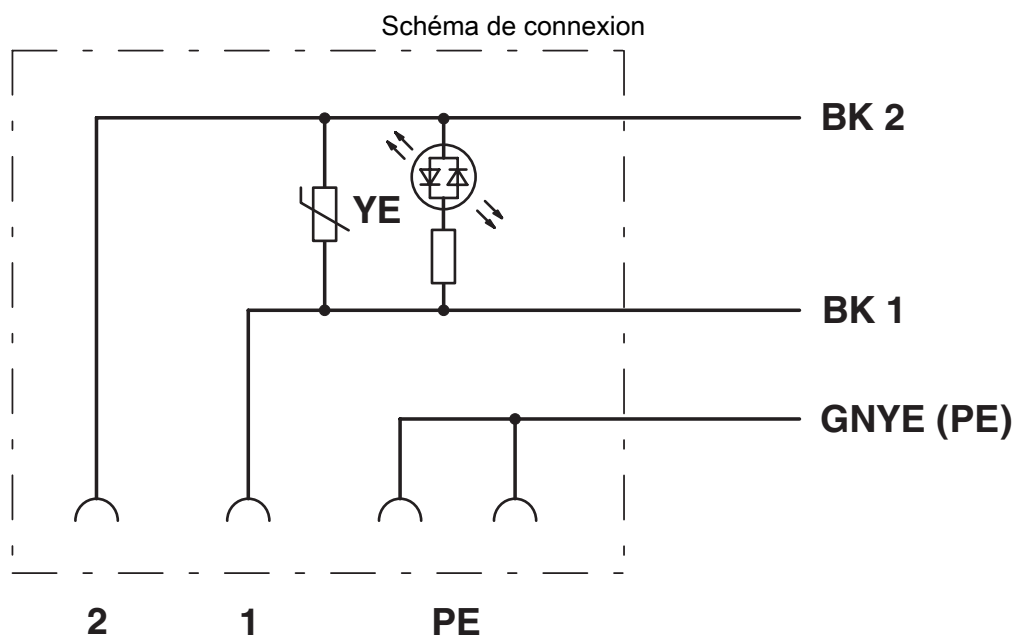 Schéma de connexion
BK 2
YE
BK 1
GNYE (PE)
2 1 PE